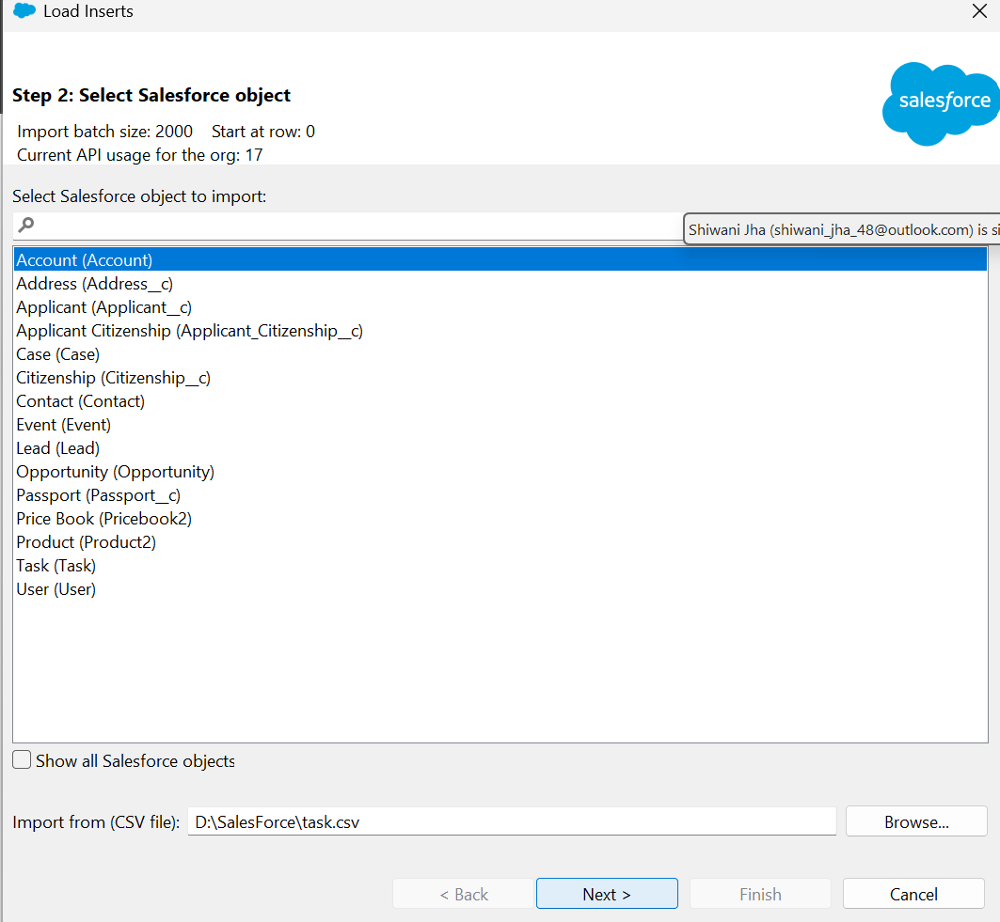 Load Inserts
Step 2: Select Salesforce object
salesforce
Import batch size: 2000 Start at row: 0
Current API usage for the org: 17
Select Salesforce object to import:
Shiwani Jha (shiwani_jha_48@outlook.com) is si
Account (Account)
Address (Address__c)
Applicant (Applicant__c)
Applicant Citizenship (Applicant_Citizenship__c)
Case (Case)
Citizenship (Citizenship__c)
Contact (Contact)
Event (Event)
Lead (Lead)
Opportunity (Opportunity)
Passport (Passport__c)
Price Book (Pricebook2)
Product (Product2)
Task (Task)
User (User)
Show all Salesforce objects
Import from (CSV file): D:\SalesForce\task.csv Browse...
< Back Next > Finish Cancel